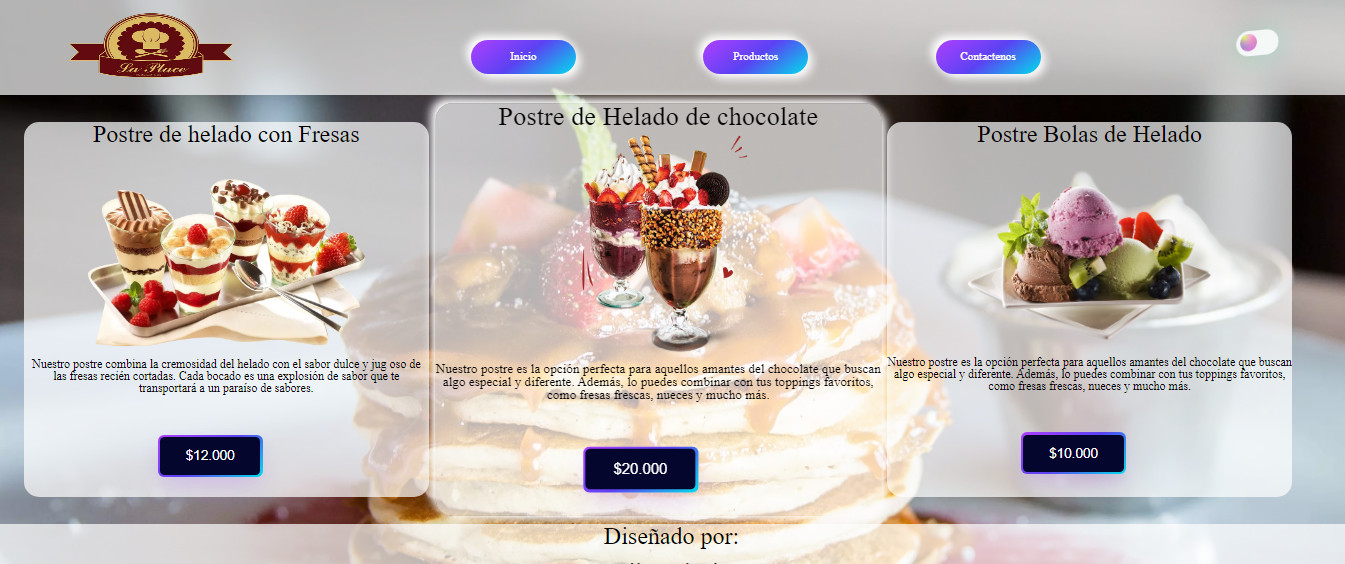 La Place
Inicio
Productos
Contactenos
Postre de helado con Fresas
Nuestro postre combina la cremosidad del helado con el sabor dulce y jug oso de
las fresas recién cortadas. Cada bocado es una explosión de sabor que te
transportará a un paraíso de sabores.
$12.000
Postre de Helado de chocolate
Nuestro postre es la opción perfecta para aquellos amantes del chocolate que buscan
algo especial y diferente. Además, lo puedes combinar con tus toppings favoritos,
como fresas frescas, nueces y mucho más.
$20.000
Postre Bolas de Helado
Nuestro postre es la opción perfecta para aquellos amantes del chocolate que buscan
algo especial y diferente. Además, lo puedes combinar con tus toppings favoritos,
como fresas frescas, nueces y mucho más.
$10.000
Diseñado por: